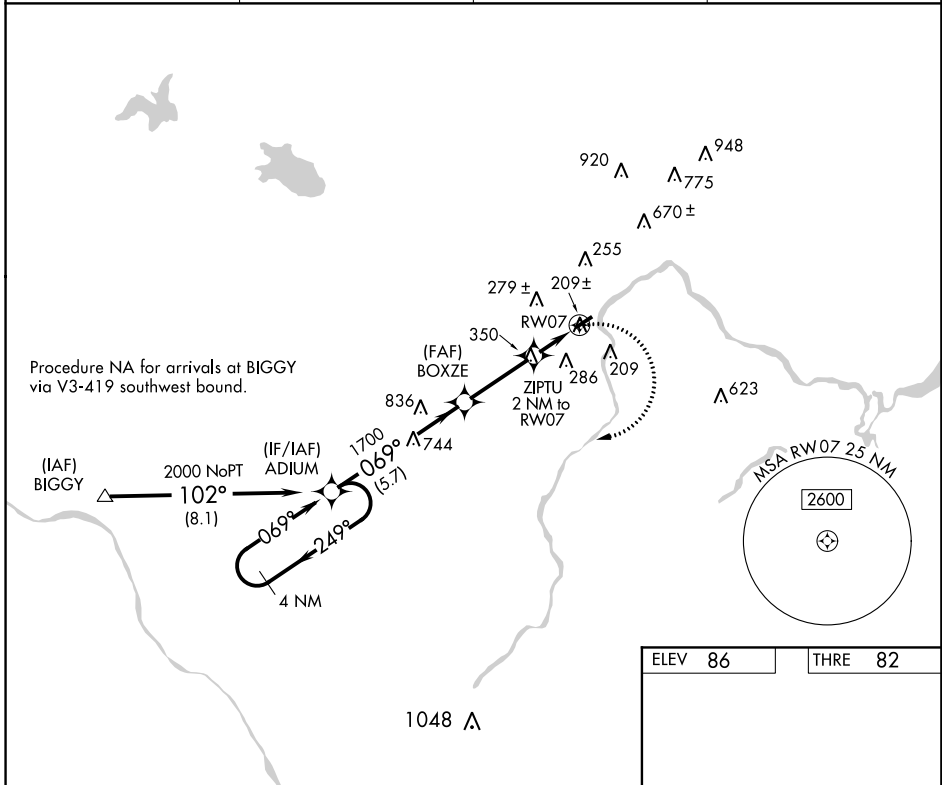 948
920
775
670 ±
255
279 ±
209±
RW07
350
(FAF)
BOXZE
286
209
ZIPTU
2 NM to
RW07
623
Procedure NA for arrivals at BIGGY
via V3-419 southwest bound.
836
744
1700
069°
(5.7)
(IF/IAF)
ADIUM
(IAF)
BIGGY
2000 NoPT
102°
(8.1)
069°
249°
4 NM
MSA RW07 25 NM
2600
ELEV 86
THRE 82
1048